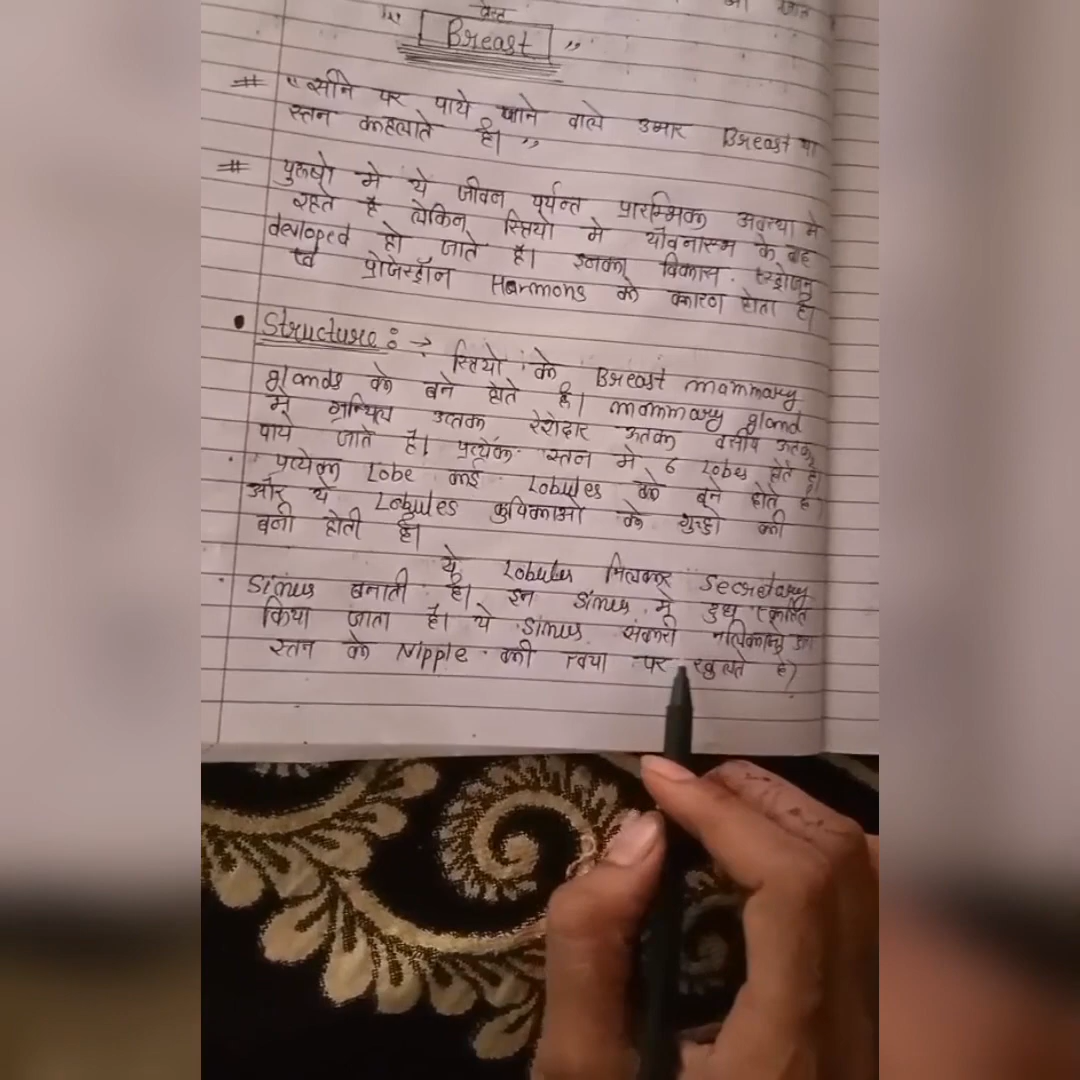 ब्रेस्ट
" [Breast] "
# " सीने पर पाये जाने वाले उभार Breast या
स्तन कहलाते है। "
# पुरूषो मे ये जीवन पर्यन्त प्रारम्भिक अवस्था मे
रहते है लेकिन स्त्रियो मे यौवनारम्भ के बाद
devloped हो जाते है। इनका विकास एस्ट्रोजन
एवं प्रोजेस्ट्रॉन Harmons के कारण होता है।
• Structure :→ स्त्रियो के Breast mammary
glands के बने होते है। mammary gland
मे ग्रन्थिय उत्तक रेशेदार ऊतक वसीय ऊतक
पाये जाते है। प्रत्येक स्तन मे Lobes होते है।
प्रत्येक Lobe कई Lobules के बने होते है
और ये Lobules कुपिकाओ के गुच्छो की
बनी होती है।
ये Lobules मिलकर Secretary
Sinus बनाती है। इन Sinus मे दुध एकत्रित
किया जाता है। ये Sinus संकरी नलिकाओ द्वारा
स्तन के Nipple की त्वचा पर खुलते है)